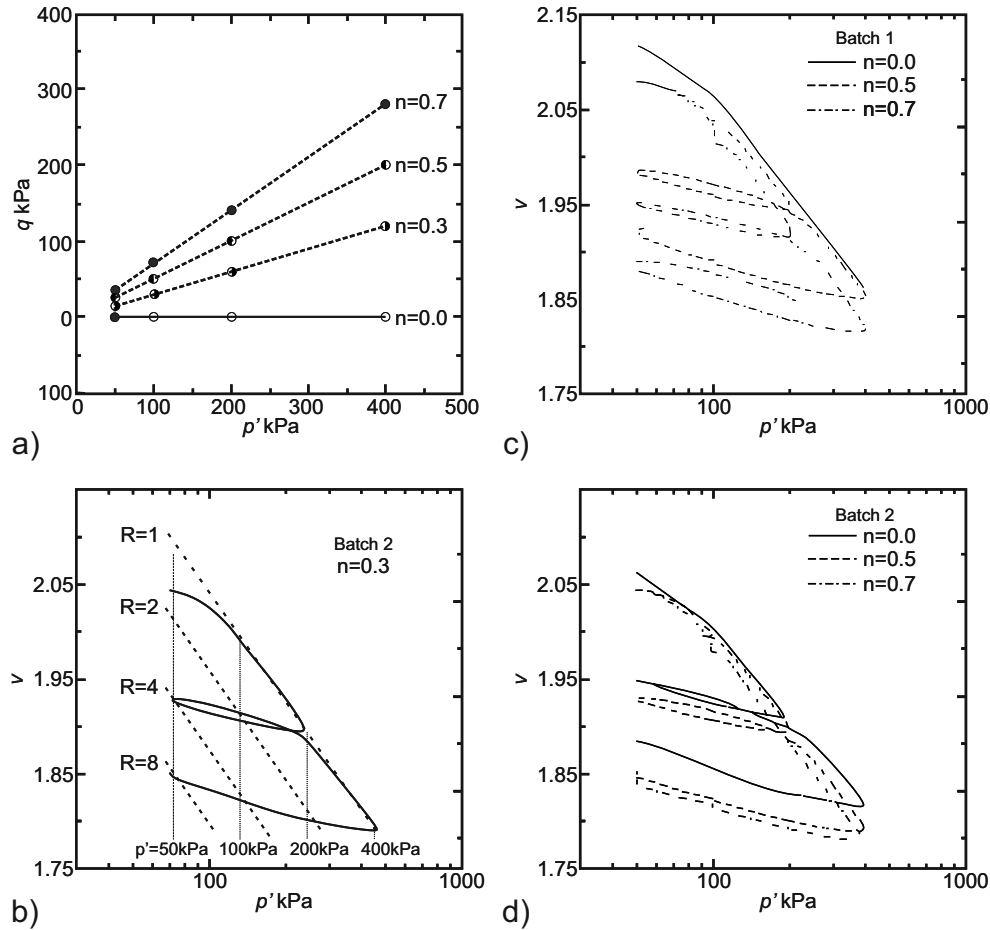 400
300
200
100
0
100
q kPa
n=0.7
n=0.5
n=0.3
n=0.0
0 100 200 300 400 500
p' kPa
a)
2.15
2.05
1.95
1.85
1.75
v
Batch 1
n=0.0
n=0.5
n=0.7
100 1000
p' kPa
c)
2.05
1.95
1.85
1.75
v
R=1
R=2
R=4
R=8
Batch 2
n=0.3
p'=50kPa 100kPa 200kPa 400kPa
100 1000
p' kPa
b)
2.05
1.95
1.85
1.75
v
Batch 2
n=0.0
n=0.5
n=0.7
100 1000
p' kPa
d)